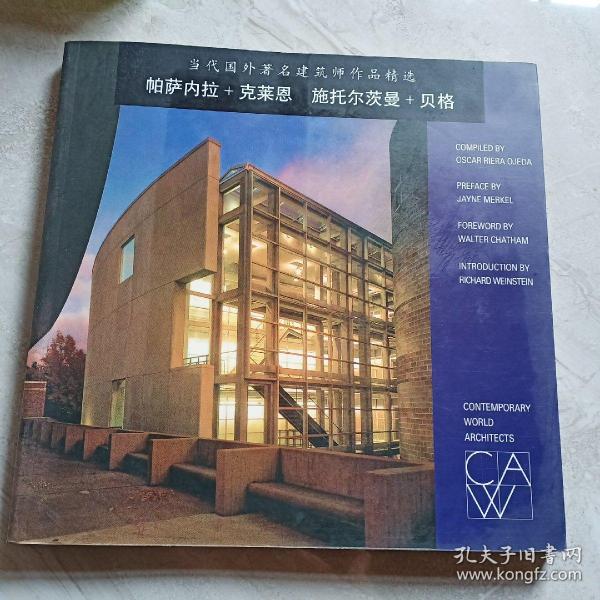 当代国外著名建筑师作品精选
帕萨内拉+克莱恩 施托尔茨曼+贝格
COMPILED BY
OSCAR RIERA OJEDA
PREFACE BY
JAYNE MERKEL
FOREWORD BY
WALTER CHATHAM
INTRODUCTION BY
RICHARD WEINSTEIN
CONTEMPORARY
WORLD
ARCHITECTS
CA
W
孔夫子旧书网
www.kongfz.com